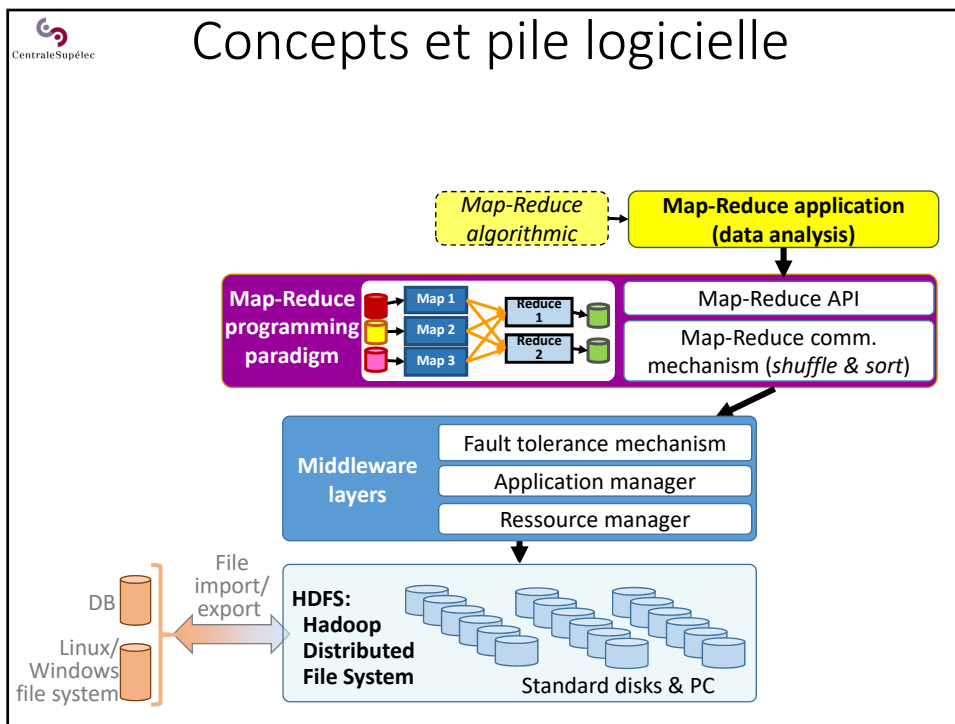 CentraleSupélec
Concepts et pile logicielle
Map-Reduce
algorithmic
Map-Reduce application
(data analysis)
Map-Reduce
programming
paradigm
Map 1
Map 2
Map 3
Reduce
1
Reduce
2
Map-Reduce API
Map-Reduce comm.
mechanism (shuffle & sort)
Middleware
layers
Fault tolerance mechanism
Application manager
Ressource manager
DB
Linux/
Windows
file system
File
import/
export
HDFS:
Hadoop
Distributed
File System
Standard disks & PC